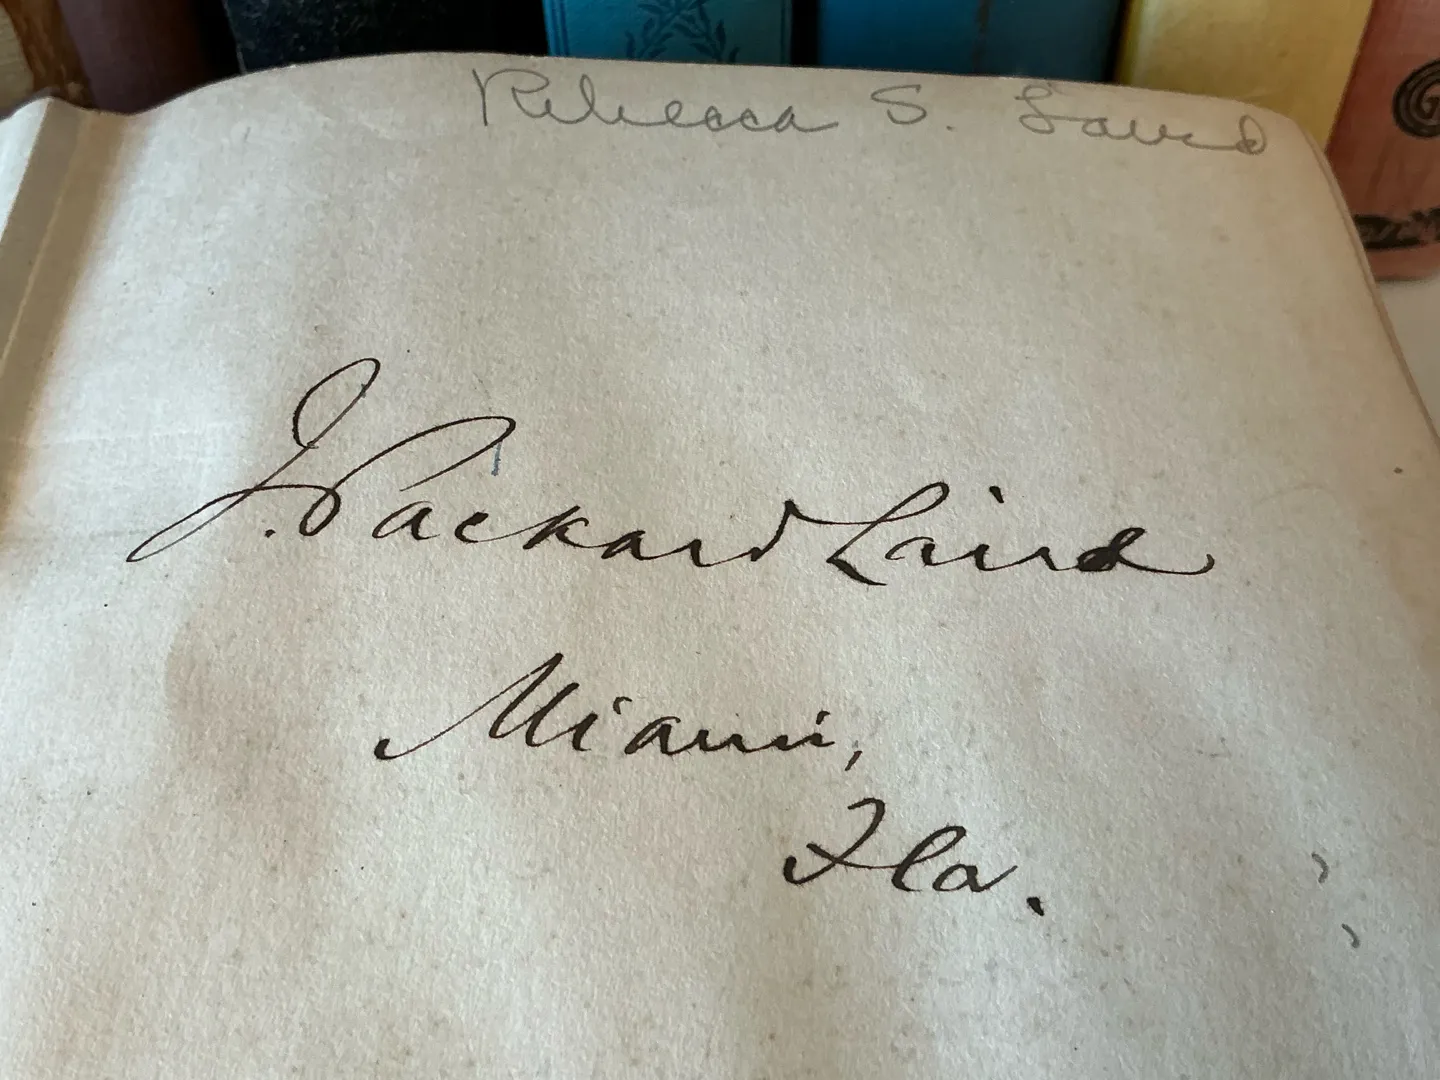 Rebecca S. Laird
J. Packard Laird
Miami,
Fla.